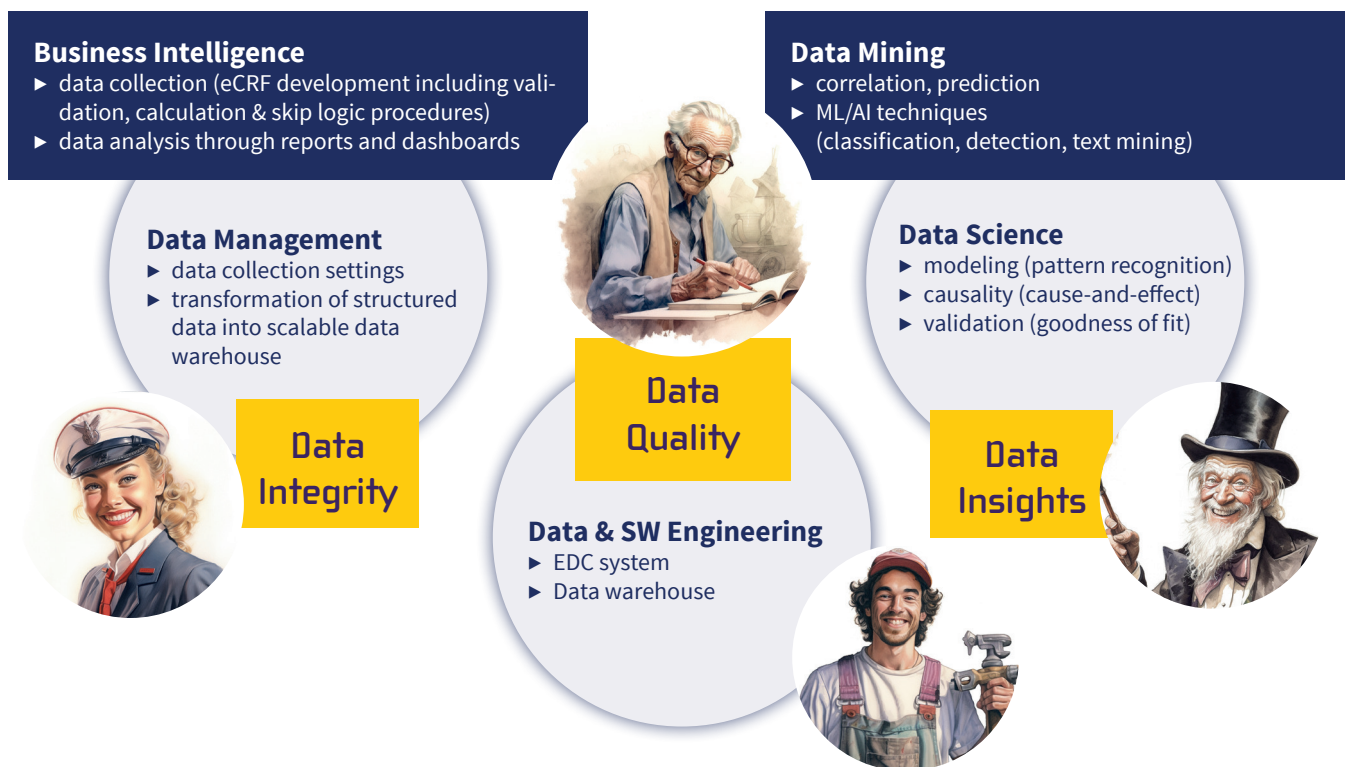 Business Intelligence
▸ data collection (eCRF development including vali-
dation, calculation & skip logic procedures)
▸ data analysis through reports and dashboards
Data Mining
▸ correlation, prediction
▸ ML/AI techniques
(classification, detection, text mining)
Data Management
▸ data collection settings
▸ transformation of structured
data into scalable data
warehouse
Data Science
▸ modeling (pattern recognition)
▸ causality (cause-and-effect)
▸ validation (goodness of fit)
Data
Integrity
Data
Quality
Data
Insights
Data & SW Engineering
▸ EDC system
▸ Data warehouse